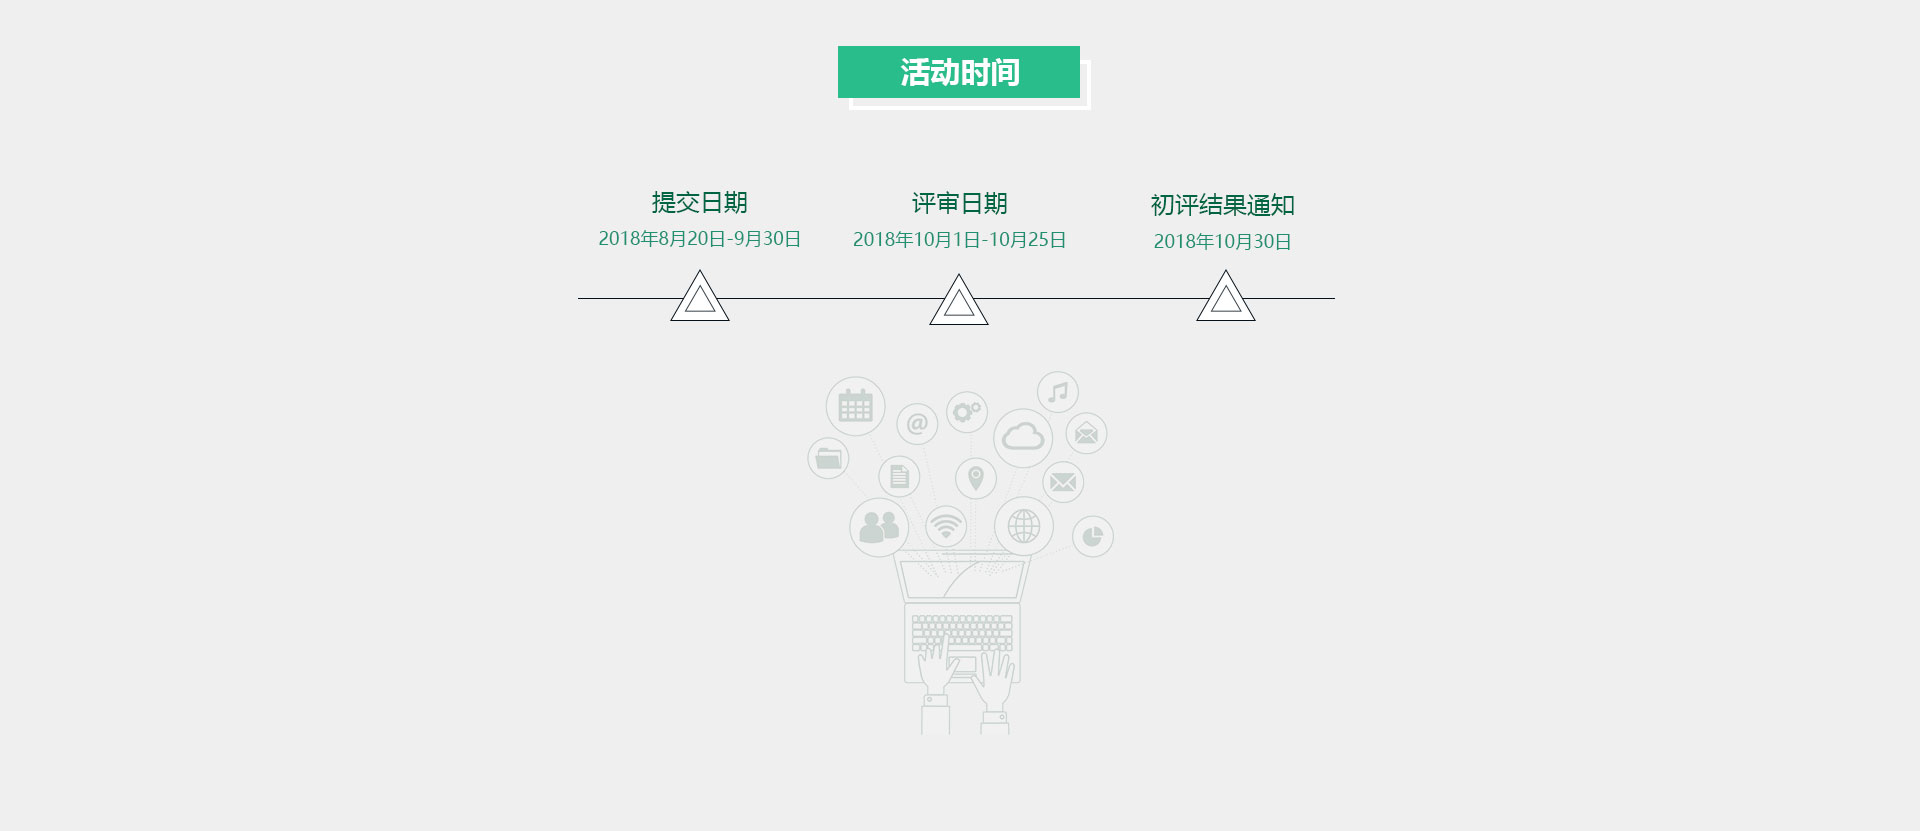 活动时间
提交日期
2018年8月20日-9月30日
评审日期
2018年10月1日-10月25日
初评结果通知
2018年10月30日
@